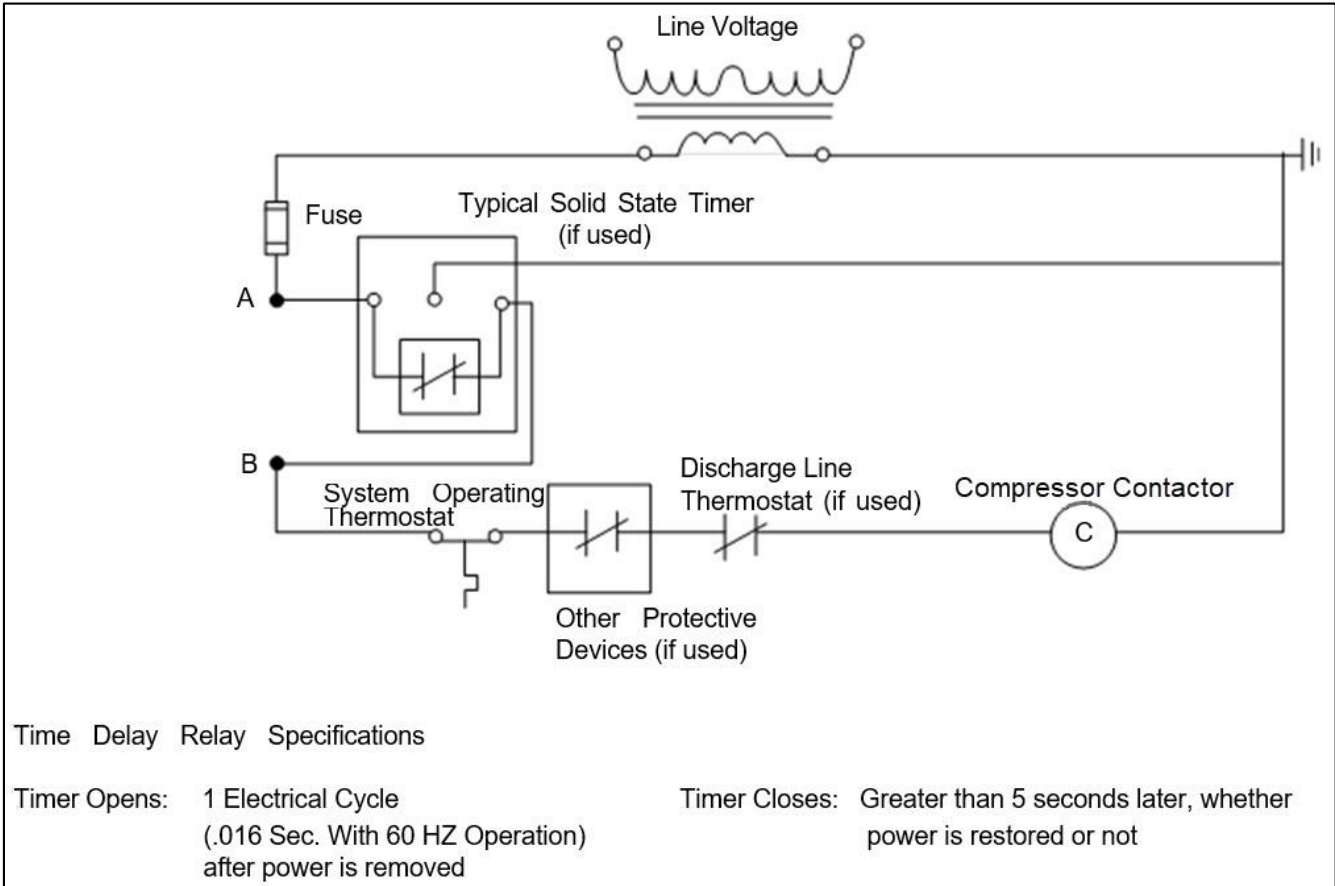 Line Voltage
Fuse
Typical Solid State Timer
(if used)
A
B
System Operating
Thermostat
Discharge Line
Thermostat (if used)
Compressor Contactor
C
Other Protective
Devices (if used)
Time Delay Relay Specifications
Timer Opens: 1 Electrical Cycle
(.016 Sec. With 60 HZ Operation)
after power is removed
Timer Closes: Greater than 5 seconds later, whether
power is restored or not